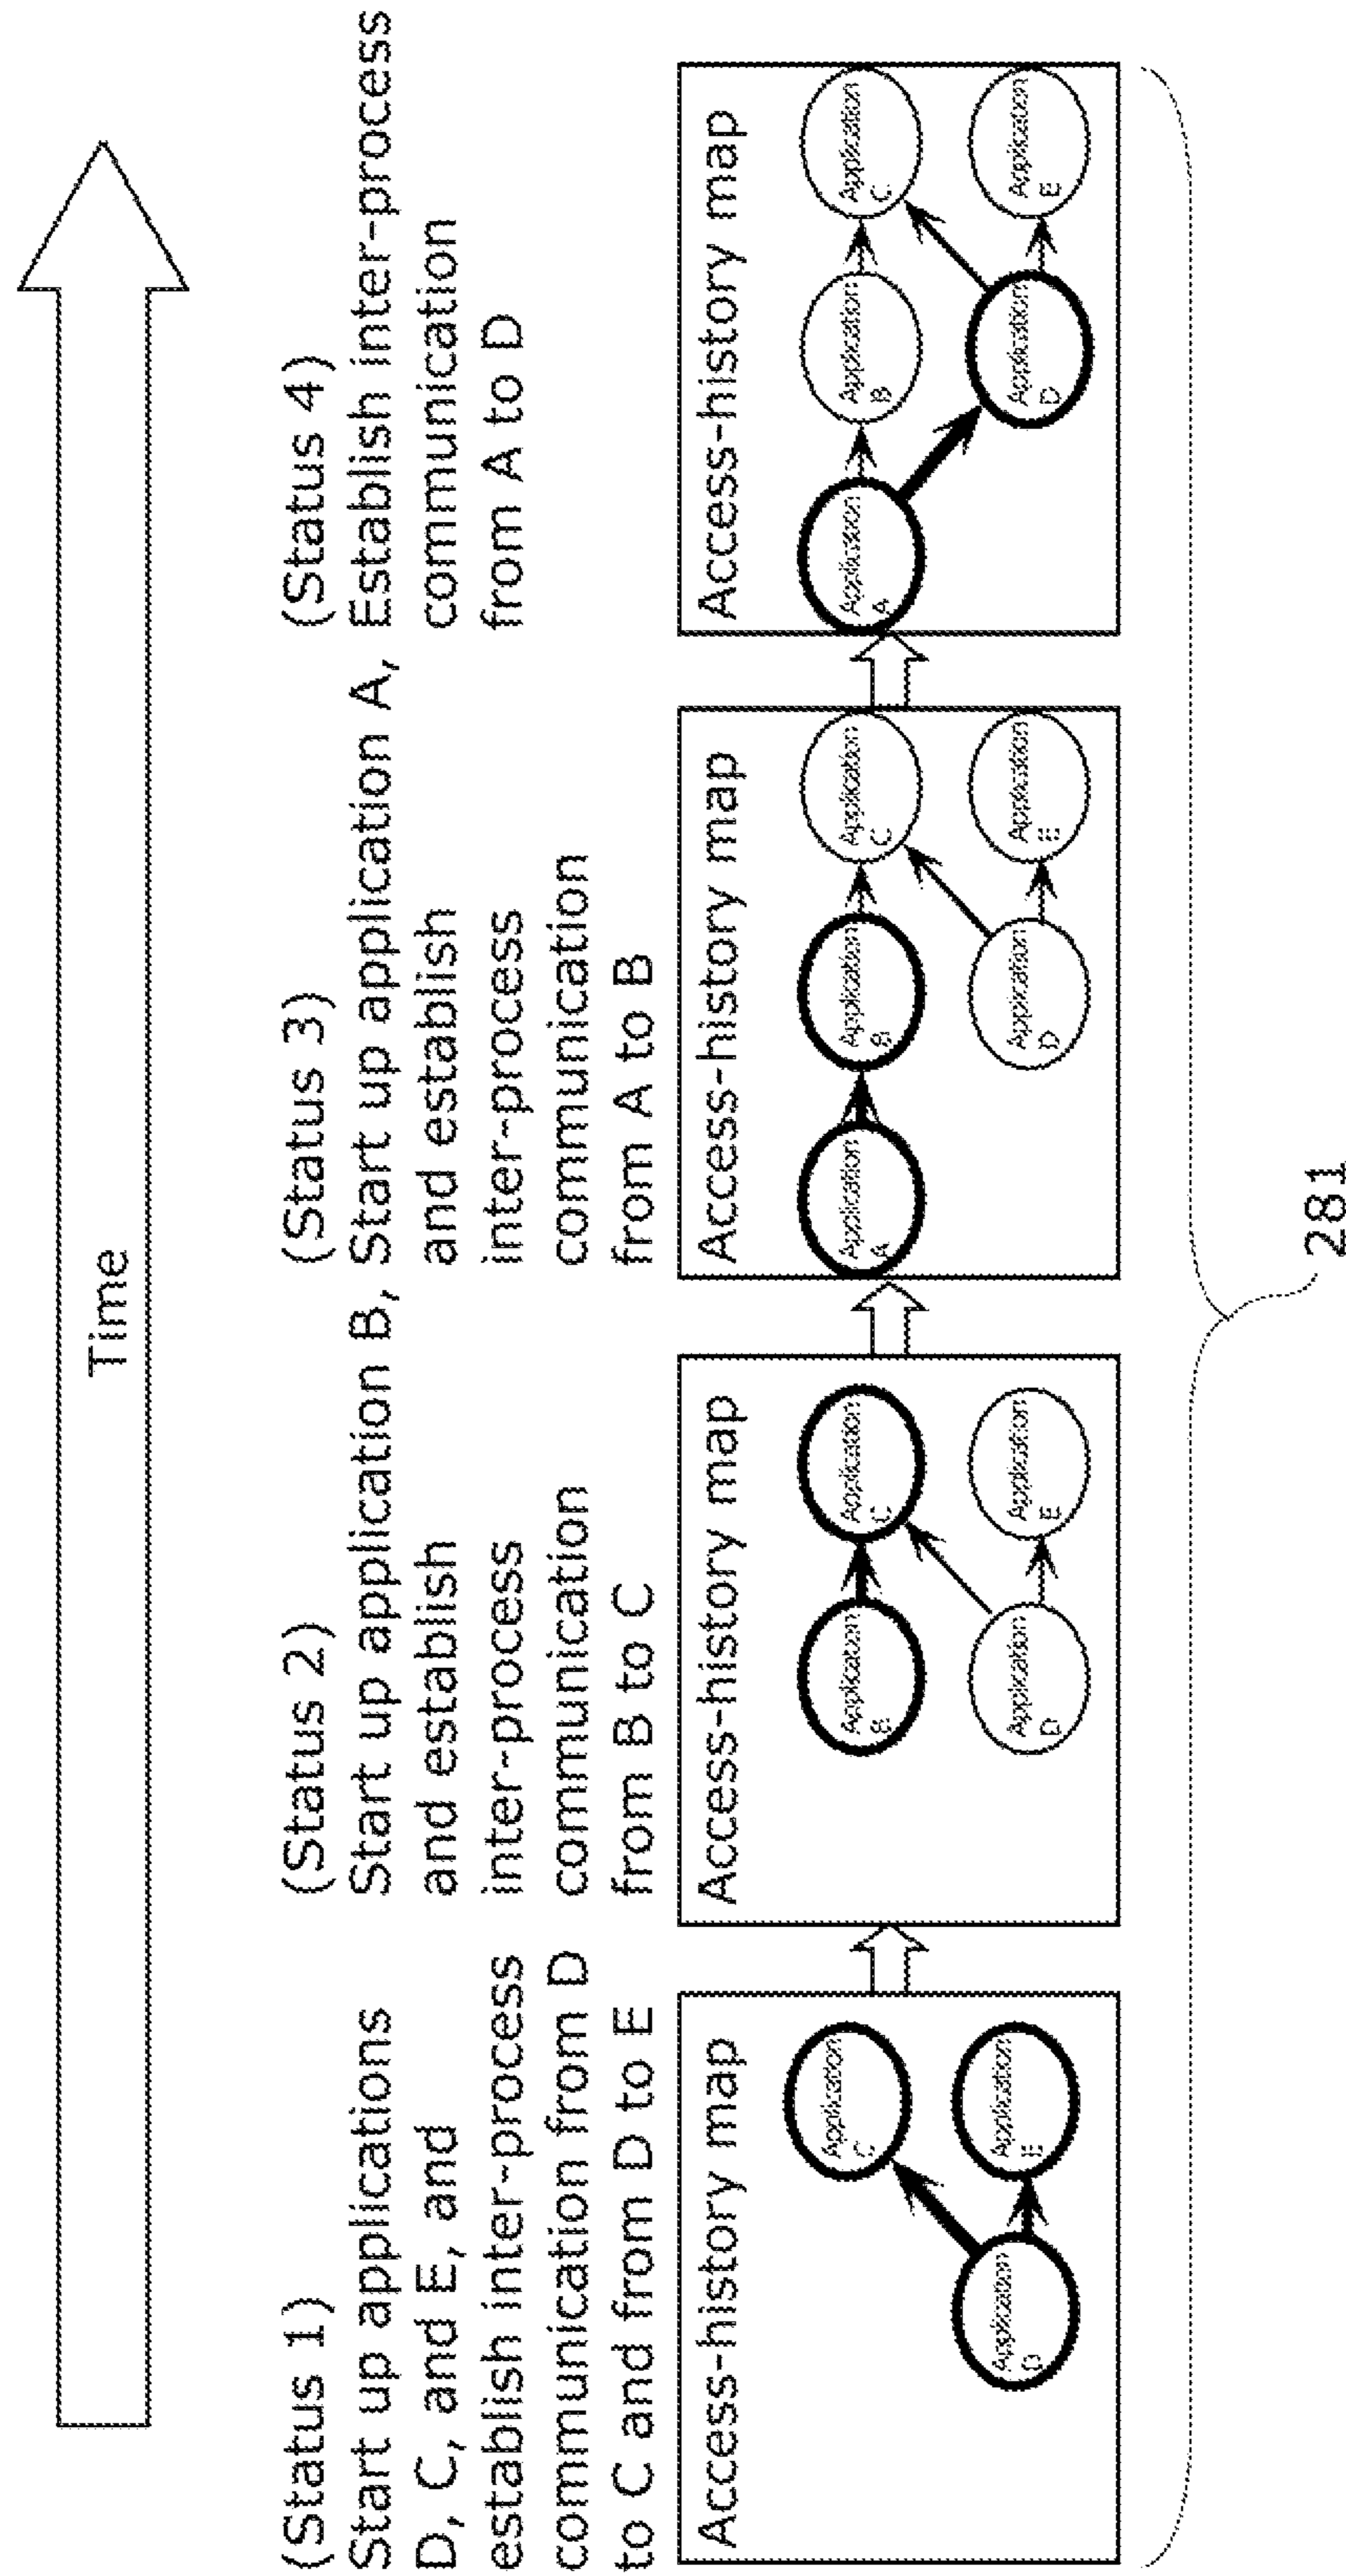 Time
(Status 1)
Start up applications
D, C, and E, and
establish inter-process
communication from D
to C and from D to E
Access-history map
Application
C
Application
D
Application
E
(Status 2)
Start up application B,
and establish
inter-process
communication
from B to C
Access-history map
Application
B
Application
C
Application
D
Application
E
(Status 3)
Start up application A,
and establish
inter-process
communication
from A to B
Access-history map
Application
A
Application
B
Application
C
Application
D
Application
E
(Status 4)
Establish inter-process
communication
from A to D
Access-history map
Application
A
Application
B
Application
C
Application
D
Application
E
281